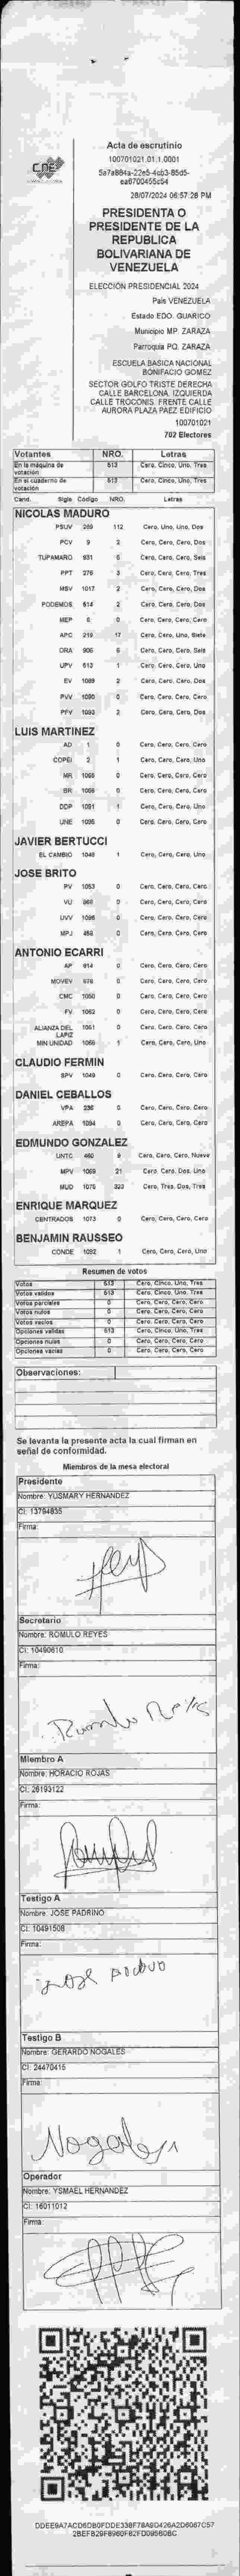 CNE
Acta de escrutinio
100701021.01.1.0001
28/07/2024 06:57:28 PM
PRESIDENTA O
PRESIDENTE DE LA
REPUBLICA
BOLIVARIANA DE
VENEZUELA
ELECCIÓN PRESIDENCIAL 2024
País VENEZUELA
Estado EDO. GUARICO
Municipio MP. ZARAZA
Parroquia PQ. ZARAZA
ESCUELA BASICA NACIONAL
BONIFACIO GOMEZ
SECTOR GOLFO TRISTE DERECHA
CALLE BARCELONA. IZQUIERDA
CALLE TROCONIS. FRENTE CALLE
AURORA PLAZA PAEZ EDIFICIO
100701021
702 Electores
Votantes NRO. Letras
En la máquina de votación 513 Cero, Cinco, Uno, Tres
En el cuaderno de votación 513 Cero, Cinco, Uno, Tres
Cand. Sigla Código NRO. Letras
NICOLAS MADURO
PSUV 209 112 Cero, Uno, Uno, Dos
PCV 9 2 Cero, Cero, Cero, Dos
TUPAMARO 931 6 Cero, Cero, Cero, Seis
PPT 276 3 Cero, Cero, Cero, Tres
MSV 1017 2 Cero, Cero, Cero, Dos
PODEMOS 614 2 Cero, Cero, Cero, Dos
MEP 6 0 Cero, Cero, Cero, Cero
APC 219 17 Cero, Cero, Uno, Siete
ORA 906 6 Cero, Cero, Cero, Seis
UPV 613 1 Cero, Cero, Cero, Uno
EV 1089 2 Cero, Cero, Cero, Dos
PVV 1090 0 Cero, Cero, Cero, Cero
PFV 1093 2 Cero, Cero, Cero, Dos
LUIS MARTINEZ
AD 1 0 Cero, Cero, Cero, Cero
COPEI 2 1 Cero, Cero, Cero, Uno
MR 1065 0 Cero, Cero, Cero, Cero
BR 1066 0 Cero, Cero, Cero, Cero
DDP 1091 1 Cero, Cero, Cero, Uno
UNE 1095 0 Cero, Cero, Cero, Cero
JAVIER BERTUCCI
EL CAMBIO 1048 1 Cero, Cero, Cero, Uno
JOSE BRITO
PV 1053 0 Cero, Cero, Cero, Cero
VU 868 0 Cero, Cero, Cero, Cero
UVV 1096 0 Cero, Cero, Cero, Cero
MPJ 458 0 Cero, Cero, Cero, Cero
ANTONIO ECARRI
AP 914 0 Cero, Cero, Cero, Cero
MOVEV 978 0 Cero, Cero, Cero, Cero
CMC 1050 0 Cero, Cero, Cero, Cero
FV 1062 0 Cero, Cero, Cero, Cero
ALIANZA DEL LAPIZ 1061 0 Cero, Cero, Cero, Cero
MIN UNIDAD 1068 1 Cero, Cero, Cero, Uno
CLAUDIO FERMIN
SPV 1049 0 Cero, Cero, Cero, Cero
DANIEL CEBALLOS
VPA 236 0 Cero, Cero, Cero, Cero
AREPA 1094 0 Cero, Cero, Cero, Cero
EDMUNDO GONZALEZ
UNTC 460 9 Cero, Cero, Cero, Nueve
MPV 1069 21 Cero, Cero, Dos, Uno
MUD 1075 323 Cero, Tres, Dos, Tres
ENRIQUE MARQUEZ
CENTRADOS 1073 0 Cero, Cero, Cero, Cero
BENJAMIN RAUSSEO
CONDE 1092 1 Cero, Cero, Cero, Uno
Resumen de votos
Votos 513 Cero, Cinco, Uno, Tres
Votos validos 513 Cero, Cinco, Uno, Tres
Votos parciales 0 Cero, Cero, Cero, Cero
Votos nulos 0 Cero, Cero, Cero, Cero
Votos vacios 0 Cero, Cero, Cero, Cero
Opciones validas 513 Cero, Cinco, Uno, Tres
Opciones nulas 0 Cero, Cero, Cero, Cero
Opciones vacias 0 Cero, Cero, Cero, Cero
Observaciones:
Se levanta la presente acta la cual firman en
señal de conformidad.
Miembros de la mesa electoral
Presidente
Nombre: YUSMARY HERNANDEZ
CI: 13794835
Firma:
Secretario
Nombre: ROMULO REYES
CI: 10490610
Firma:
Romulo Reyes
Miembro A
Nombre: HORACIO ROJAS
CI: 26193122
Firma:
Testigo A
Nombre: JOSE PADRINO
CI: 10491508
Firma:
Testigo B
Nombre: GERARDO NOGALES
CI: 24470415
Firma:
Nogales
Operador
Nombre: YSMAEL HERNANDEZ
CI: 16011012
Firma: